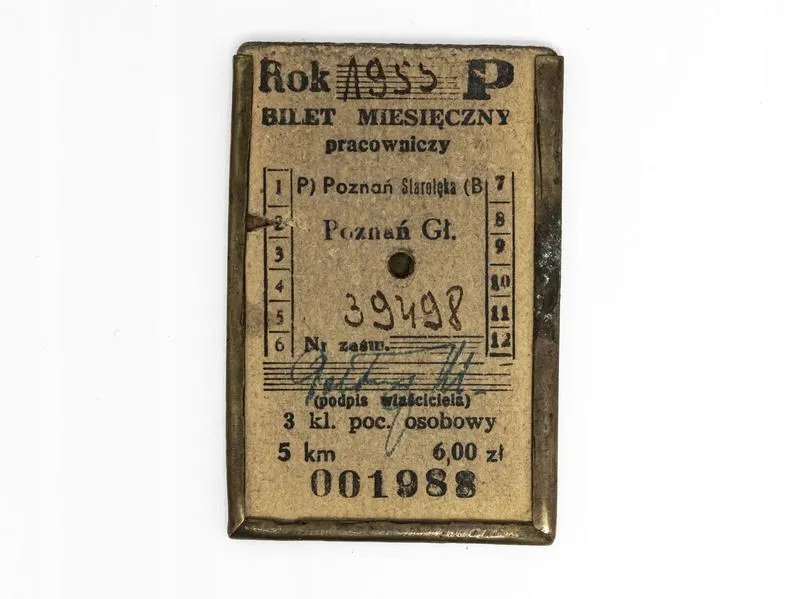 Rok 1955 P
BILET MIESIĘCZNY
pracowniczy
1 P) Poznań Starołęka (B 7
2 Poznań Gł. 8
3 9
4 10
5 39498 11
6 Nr zaśw. 12
(podpis właściciela)
3 kl. poc. osobowy
5 km 6,00 zł
001988